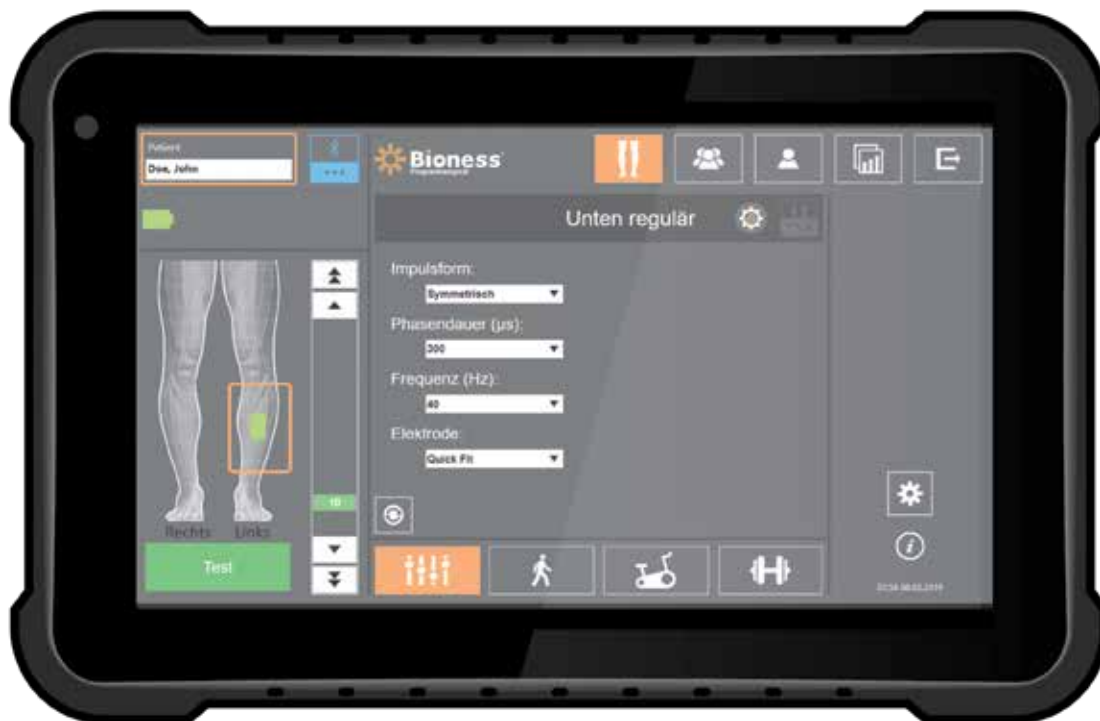 Patient
Doe, John
Bioness
Unten regulär
Impulsform:
Symmetrisch
Phasendauer (µs):
300
Frequenz (Hz):
40
Elektrode:
Quick Fit
10
Rechts Links
Test